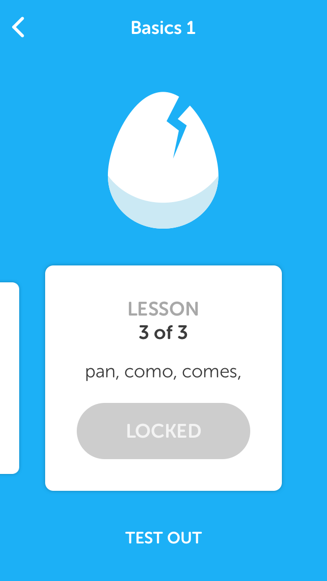 Basics 1
LESSON
3 of 3
pan, como, comes,
LOCKED
TEST OUT